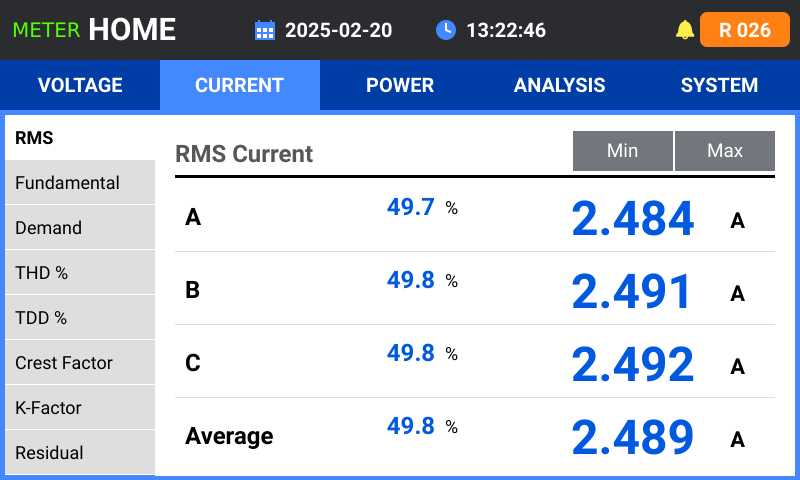 METER HOME 2025-02-20 13:22:46 R 026
VOLTAGE CURRENT POWER ANALYSIS SYSTEM
RMS
Fundamental
Demand
THD %
TDD %
Crest Factor
K-Factor
Residual
RMS Current Min Max
A 49.7 % 2.484 A
B 49.8 % 2.491 A
C 49.8 % 2.492 A
Average 49.8 % 2.489 A